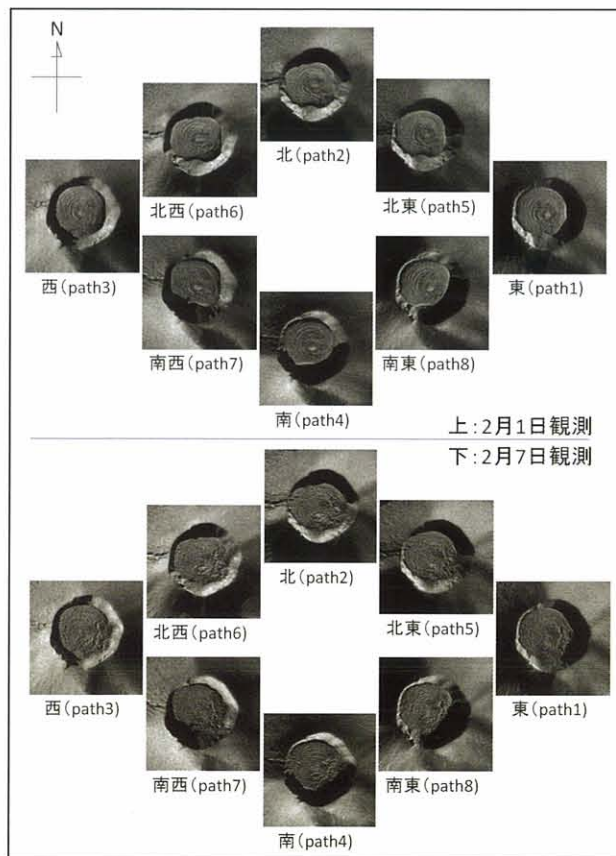 N
北(path2)
北西(path6)
北東(path5)
西(path3)
東(path1)
南西(path7)
南東(path8)
南(path4)
上:2月1日観測
下:2月7日観測
北(path2)
北西(path6)
北東(path5)
西(path3)
東(path1)
南西(path7)
南東(path8)
南(path4)